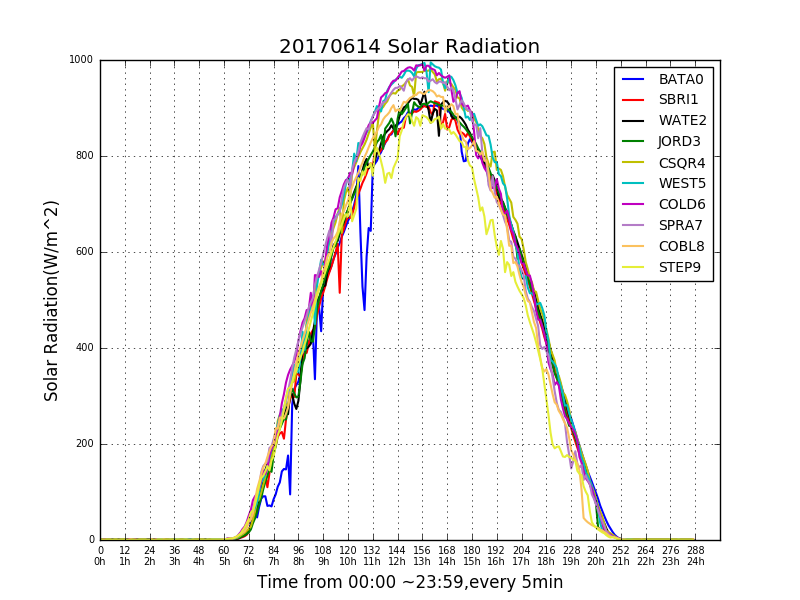 20170614 Solar Radiation
1000
800
600
400
200
0
Solar Radiation(W/m^2)
BATA0
SBRI1
WATE2
JORD3
CSQR4
WEST5
COLD6
SPRA7
COBL8
STEP9
0 12 24 36 48 60 72 84 96 108 120 132 144 156 168 180 192 204 216 228 240 252 264 276 288
0h 1h 2h 3h 4h 5h 6h 7h 8h 9h 10h 11h 12h 13h 14h 15h 16h 17h 18h 19h 20h 21h 22h 23h 24h
Time from 00:00 ~23:59,every 5min